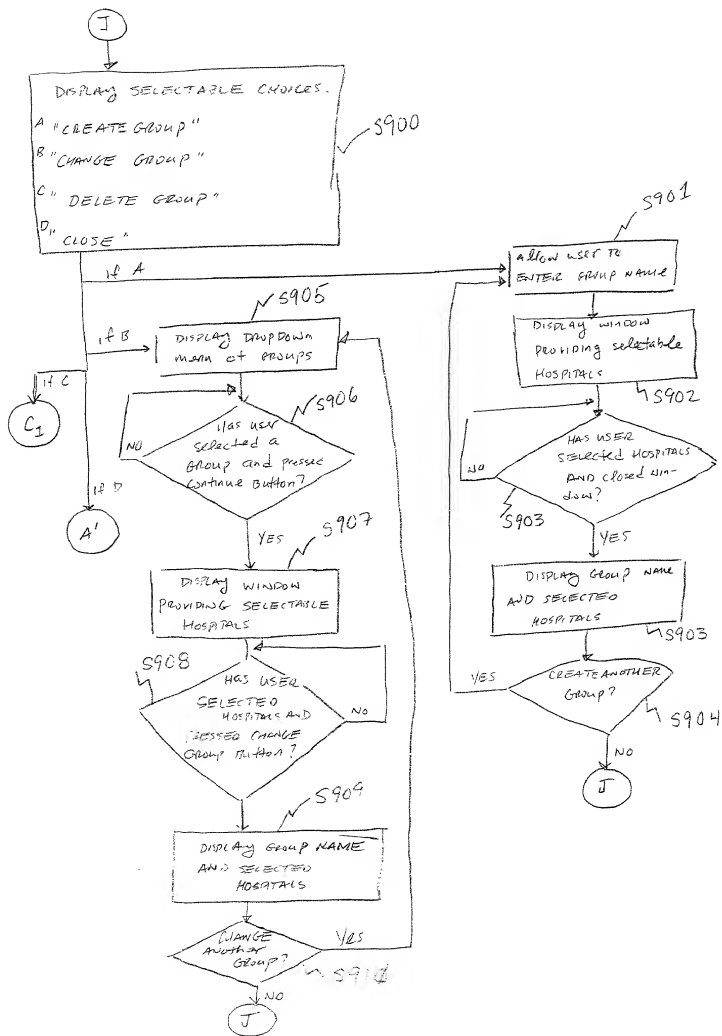 J
DISPLAY SELECTABLE CHOICES.
A "CREATE GROUP"
B "CHANGE GROUP"
C "DELETE GROUP"
D "CLOSE"
S900
if A
if B
if C
C1
if D
A'
S905
DISPLAY DROPDOWN
menu of GROUPS
S906
Has user
selected a
Group and pressed
Continue Button?
NO
YES
S907
DISPLAY WINDOW
PROVIDING SELECTABLE
HOSPITALS
S908
HAS USER
SELECTED
HOSPITALS AND
PRESSED CHANGE
GROUP Button?
NO
S909
DISPLAY GROUP NAME
AND SELECTED
HOSPITALS
CHANGE
Another
GROUP?
YES
S910
NO
J
S901
Allow user TO
ENTER GROUP NAME
DISPLAY WINDOW
PROVIDING selectable
HOSPITALS
S902
HAS USER
SELECTED HOSPITALS
AND Closed win-
dow?
NO
S903
YES
DISPLAY GROUP NAME
AND SELECTED
HOSPITALS
S903
CREATE ANOTHER
GROUP?
YES
S904
NO
J